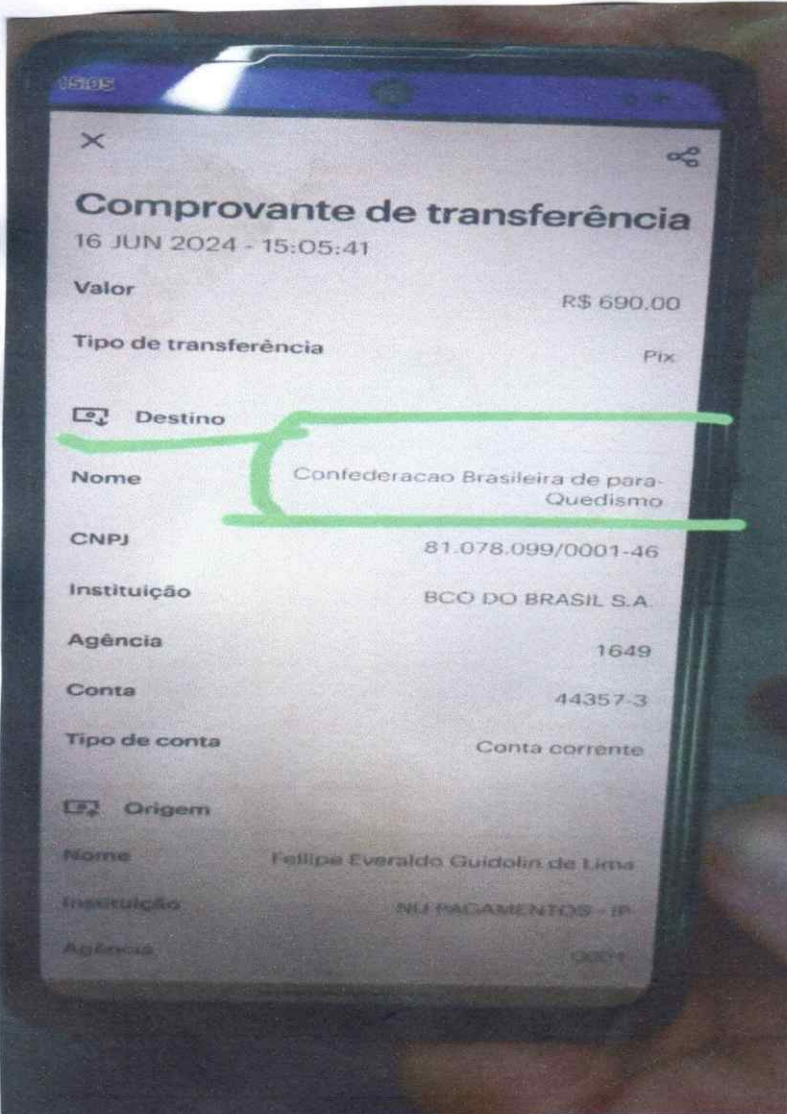 15:05
Comprovante de transferência
16 JUN 2024 - 15:05:41
Valor
R$ 690,00
Tipo de transferência
Pix
Destino
Nome
Confederacao Brasileira de para-
Quedismo
CNPJ
81.078.099/0001-46
Instituição
BCO DO BRASIL S.A.
Agência
1649
Conta
44357-3
Tipo de conta
Conta corrente
Origem
Nome
Fellipe Everaldo Guidolin de Lima
Instituição
NU PAGAMENTOS - IP
Agência
0001